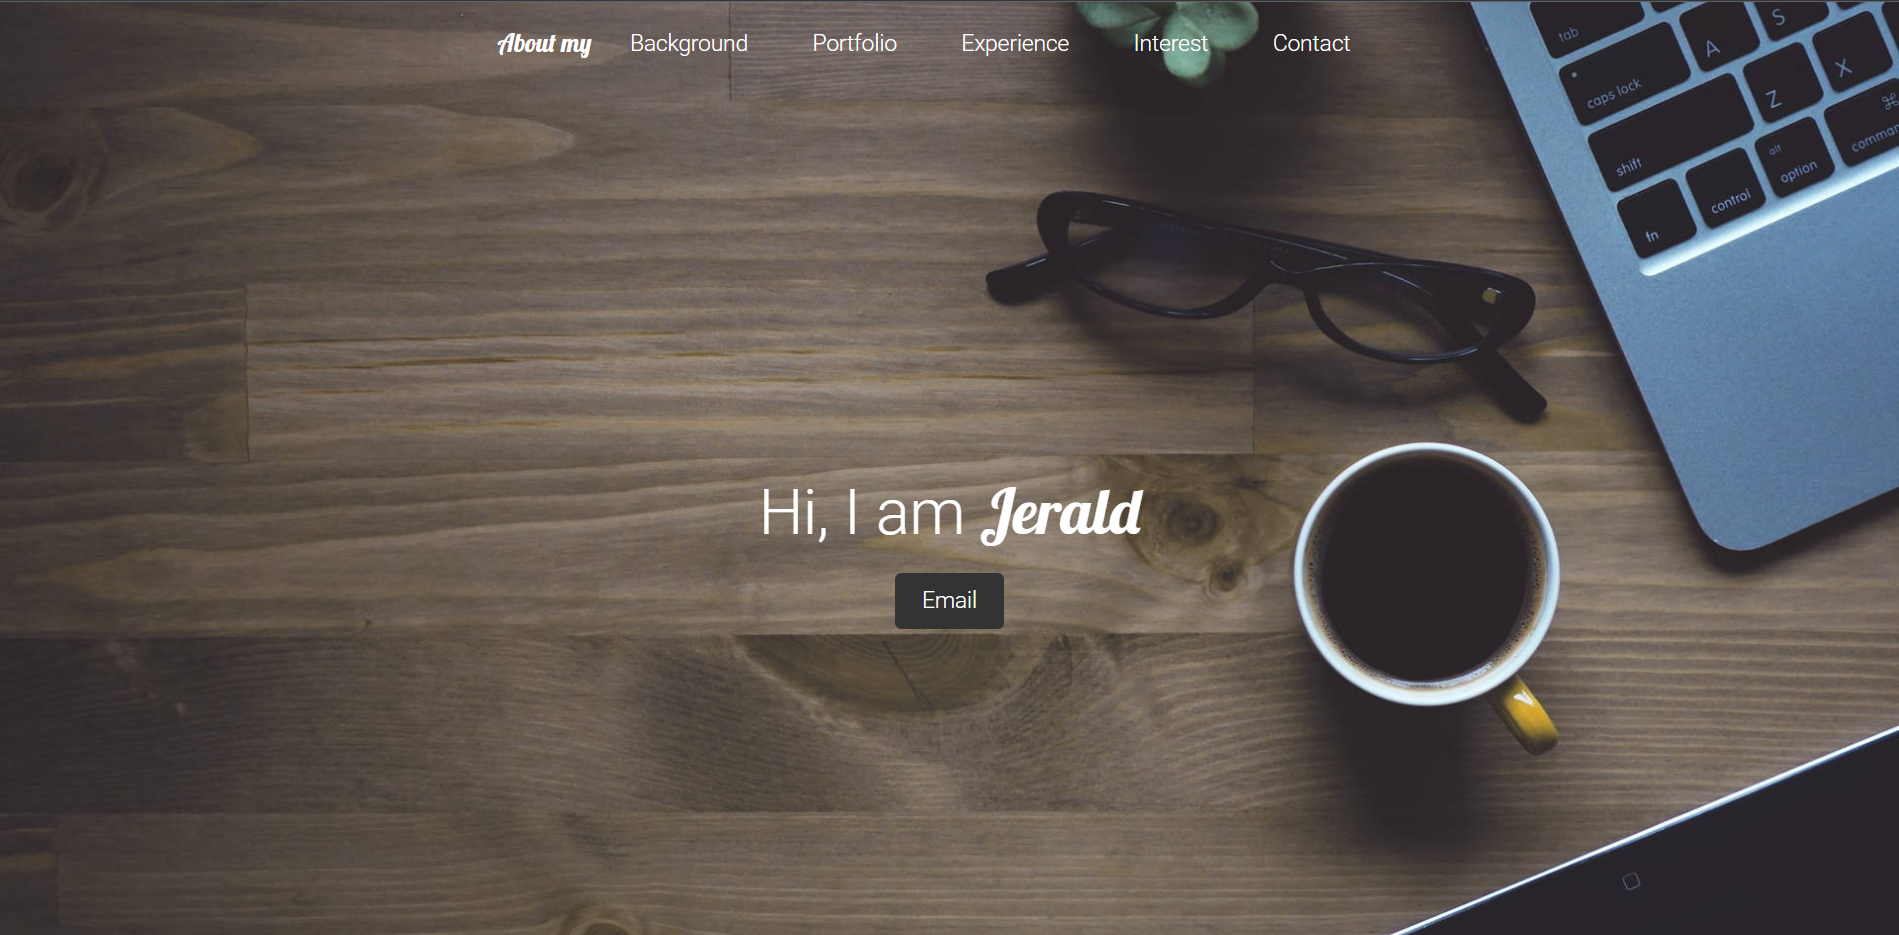 About my Background Portfolio Experience Interest Contact
tab A S
caps lock Z X ⌘
shift alt command
fn control option
Hi, I am Jerald
Email